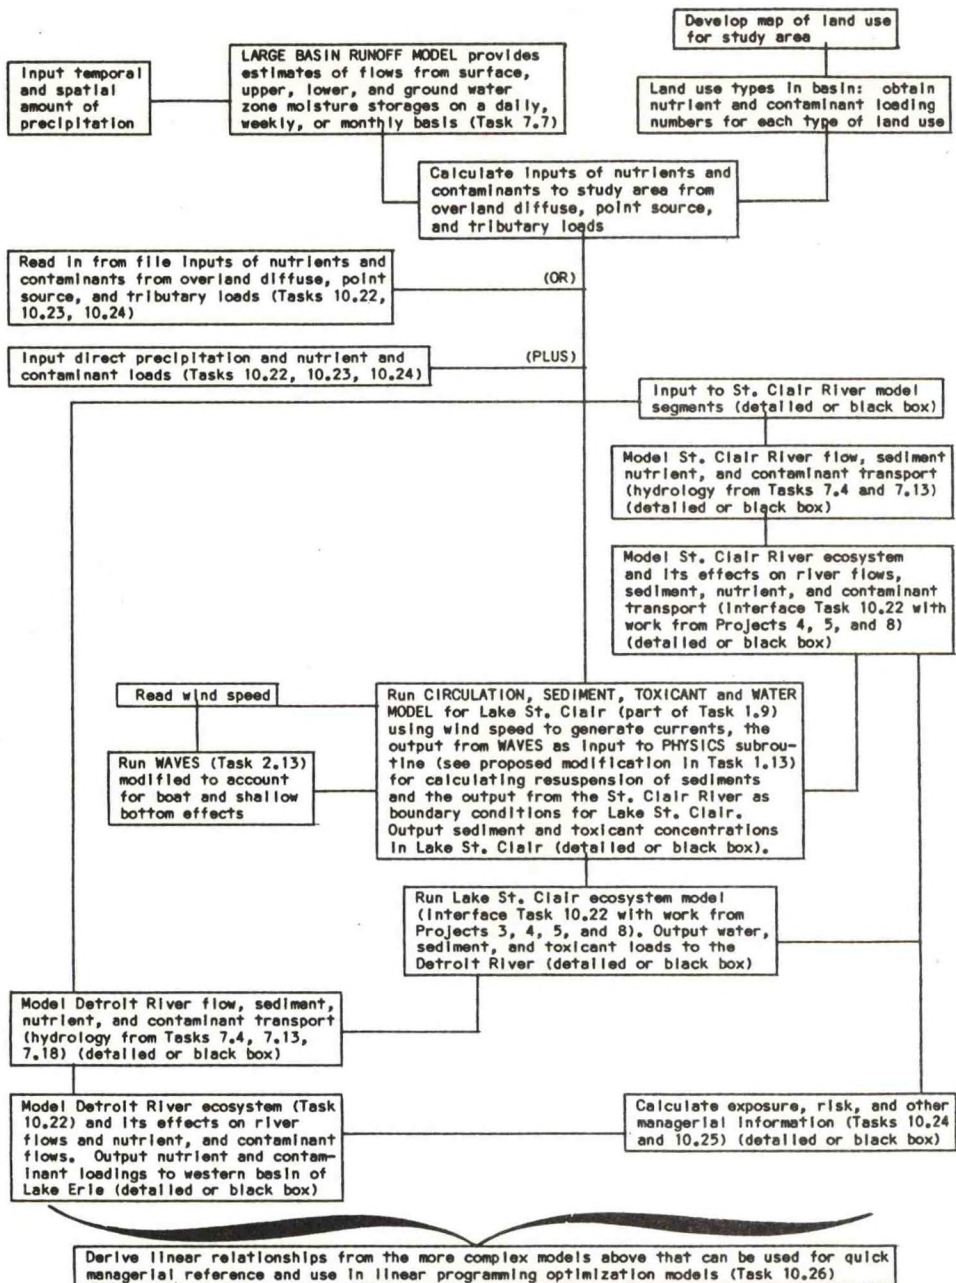 Develop map of land use
for study area
LARGE BASIN RUNOFF MODEL provides
estimates of flows from surface,
upper, lower, and ground water
zone moisture storages on a daily,
weekly, or monthly basis (Task 7.7)
Input temporal
and spatial
amount of
precipitation
Land use types in basin: obtain
nutrient and contaminant loading
numbers for each type of land use
Calculate inputs of nutrients and
contaminants to study area from
overland diffuse, point source,
and tributary loads
Read in from file inputs of nutrients and
contaminants from overland diffuse, point
source, and tributary loads (Tasks 10.22,
10.23, 10.24)
(OR)
Input direct precipitation and nutrient and
contaminant loads (Tasks 10.22, 10.23, 10.24)
(PLUS)
Input to St. Clair River model
segments (detailed or black box)
Model St. Clair River flow, sediment
nutrient, and contaminant transport
(hydrology from Tasks 7.4 and 7.13)
(detailed or black box)
Model St. Clair River ecosystem
and its effects on river flows,
sediment, nutrient, and contaminant
transport (interface Task 10.22 with
work from Projects 4, 5, and 8)
(detailed or black box)
Read wind speed
Run WAVES (Task 2.13)
modified to account
for boat and shallow
bottom effects
Run CIRCULATION, SEDIMENT, TOXICANT and WATER
MODEL for Lake St. Clair (part of Task 1.9)
using wind speed to generate currents, the
output from WAVES as input to PHYSICS subrou-
tine (see proposed modification in Task 1.13)
for calculating resuspension of sediments
and the output from the St. Clair River as
boundary conditions for Lake St. Clair.
Output sediment and toxicant concentrations
in Lake St. Clair (detailed or black box).
Run Lake St. Clair ecosystem model
(interface Task 10.22 with work from
Projects 3, 4, 5, and 8). Output water,
sediment, and toxicant loads to the
Detroit River (detailed or black box)
Model Detroit River flow, sediment,
nutrient, and contaminant transport
(hydrology from Tasks 7.4, 7.13,
7.18) (detailed or black box)
Model Detroit River ecosystem (Task
10.22) and its effects on river
flows and nutrient, and contaminant
flows. Output nutrient and contam-
inant loadings to western basin of
Lake Erie (detailed or black box)
Calculate exposure, risk, and other
managerial information (Tasks 10.24
and 10.25) (detailed or black box)
Derive linear relationships from the more complex models above that can be used for quick
managerial reference and use in linear programming optimization models (Task 10.26)